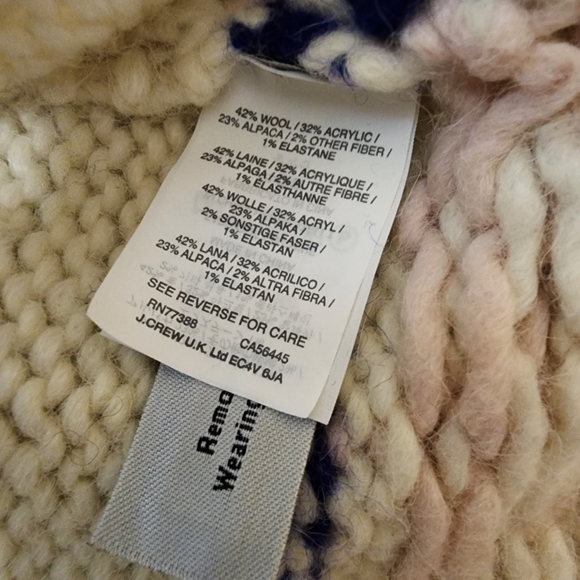 42% WOOL / 32% ACRYLIC /
23% ALPACA / 2% OTHER FIBER /
1% ELASTANE
42% LAINE / 32% ACRYLIQUE /
23% ALPAGA / 2% AUTRE FIBRE /
1% ÉLASTHANNE
42% WOLLE / 32% ACRYL /
23% ALPAKA /
2% SONSTIGE FASER /
1% ELASTAN
42% LANA / 32% ACRILICO /
23% ALPACA / 2% ALTRA FIBRA /
1% ELASTAN
SEE REVERSE FOR CARE
RN77388 CA56445
J.CREW U.K. Ltd EC4V 6JA
Remo
Wearing